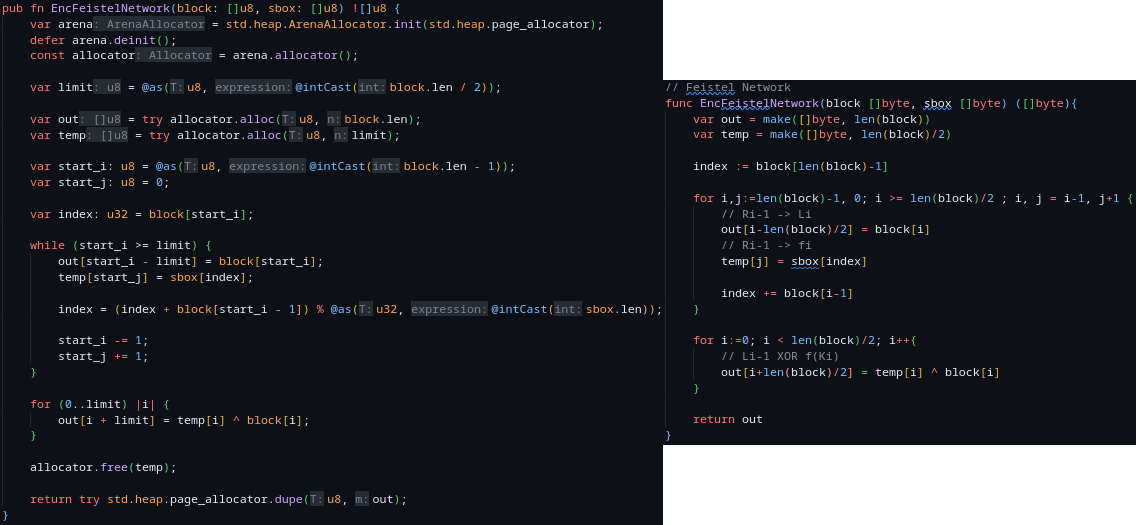 pub fn EncFeistelNetwork(block: []u8, sbox: []u8) ![]u8 {
    var arena: ArenaAllocator = std.heap.ArenaAllocator.init(std.heap.page_allocator);
    defer arena.deinit();
    const allocator: Allocator = arena.allocator();

    var limit: u8 = @as(T: u8, expression: @intCast(int: block.len / 2));

    var out: []u8 = try allocator.alloc(T: u8, n: block.len);
    var temp: []u8 = try allocator.alloc(T: u8, n: limit);

    var start_i: u8 = @as(T: u8, expression: @intCast(int: block.len - 1));
    var start_j: u8 = 0;

    var index: u32 = block[start_i];

    while (start_i >= limit) {
        out[start_i - limit] = block[start_i];
        temp[start_j] = sbox[index];

        index = (index + block[start_i - 1]) % @as(T: u32, expression: @intCast(int: sbox.len));

        start_i -= 1;
        start_j += 1;
    }

    for (0..limit) |i| {
        out[i + limit] = temp[i] ^ block[i];
    }

    allocator.free(temp);

    return try std.heap.page_allocator.dupe(T: u8, m: out);
}
// Feistel Network
func EncFeistelNetwork(block []byte, sbox []byte) ([]byte){
    var out = make([]byte, len(block))
    var temp = make([]byte, len(block)/2)

    index := block[len(block)-1]

    for i,j:=len(block)-1, 0; i >= len(block)/2 ; i, j = i-1, j+1 {
        // Ri-1 -> Li
        out[i-len(block)/2] = block[i]
        // Ri-1 -> fi
        temp[j] = sbox[index]

        index += block[i-1]
    }

    for i:=0; i < len(block)/2; i++{
        // Li-1 XOR f(Ki)
        out[i+len(block)/2] = temp[i] ^ block[i]
    }

    return out
}